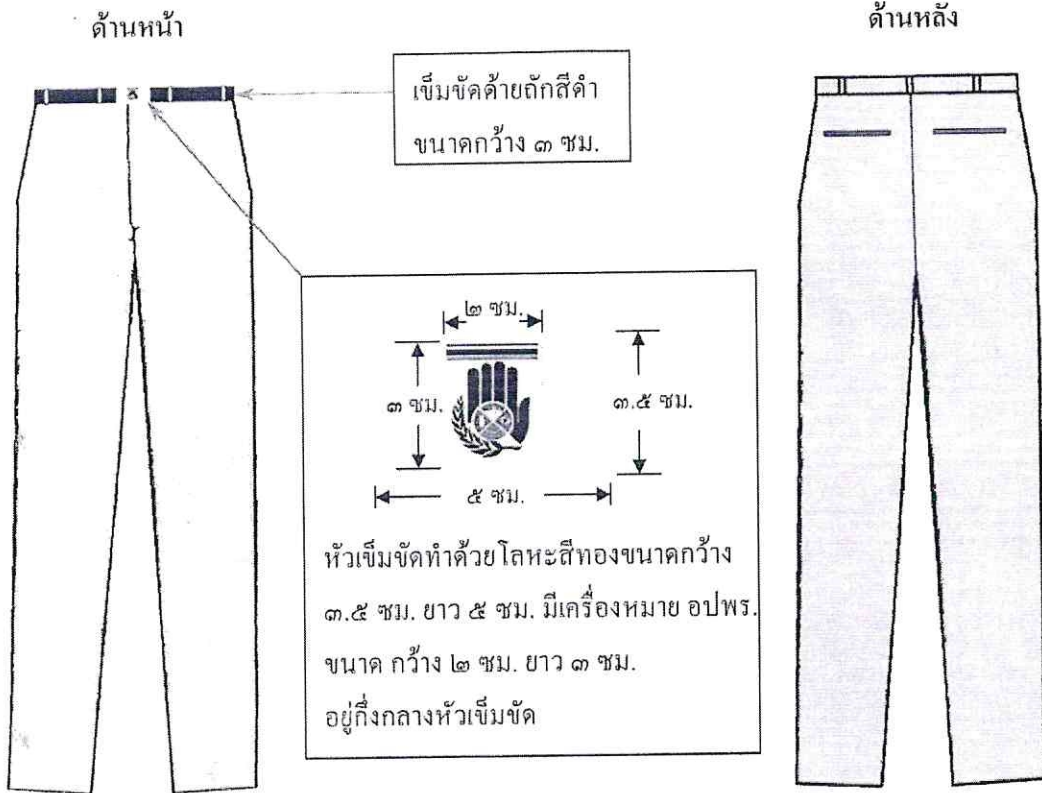 ด้านหน้า
ด้านหลัง
เข็มขัดด้ายถักสีดำ
ขนาดกว้าง ๓ ซม.
๒ ซม.
๓ ซม.
๓.๕ ซม.
๕ ซม.
หัวเข็มขัดทำด้วยโลหะสีทองขนาดกว้าง
๓.๕ ซม. ยาว ๕ ซม. มีเครื่องหมาย อปพร.
ขนาด กว้าง ๒ ซม. ยาว ๓ ซม.
อยู่กึ่งกลางหัวเข็มขัด